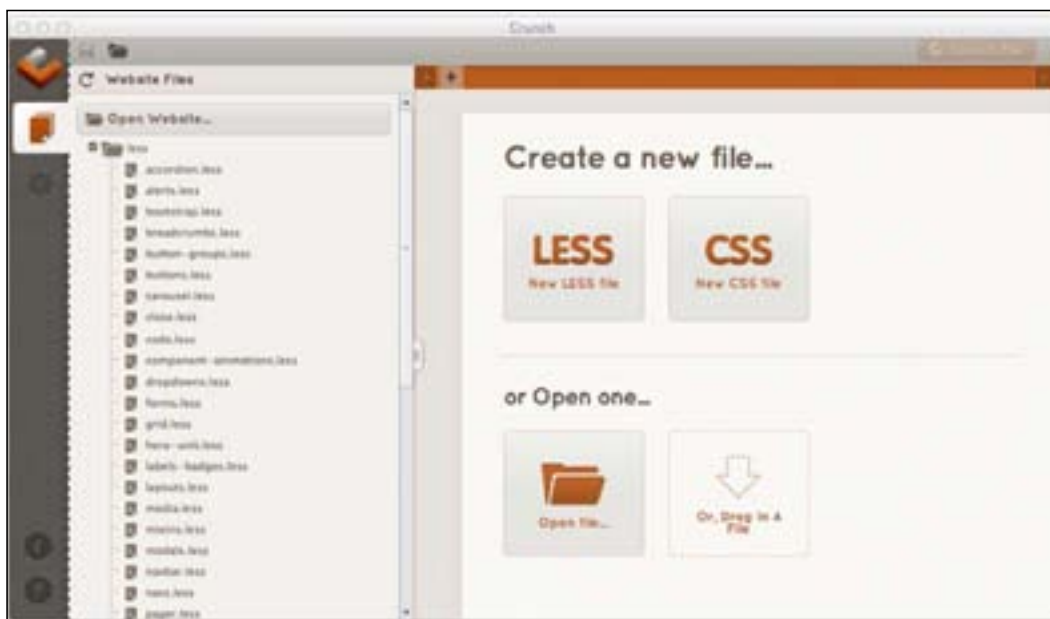 Crunch
Website Files
Open Website...
less
accordion.less
alerts.less
bootstrap.less
breadcrumbs.less
button-groups.less
buttons.less
carousel.less
close.less
code.less
component-animations.less
dropdowns.less
forms.less
grid.less
hero-unit.less
labels-badges.less
layouts.less
media.less
mixins.less
modals.less
navbar.less
navs.less
pager.less
Create a new file...
LESS
New LESS file
CSS
New CSS file
or Open one...
Open file...
Or, Drag in A
File